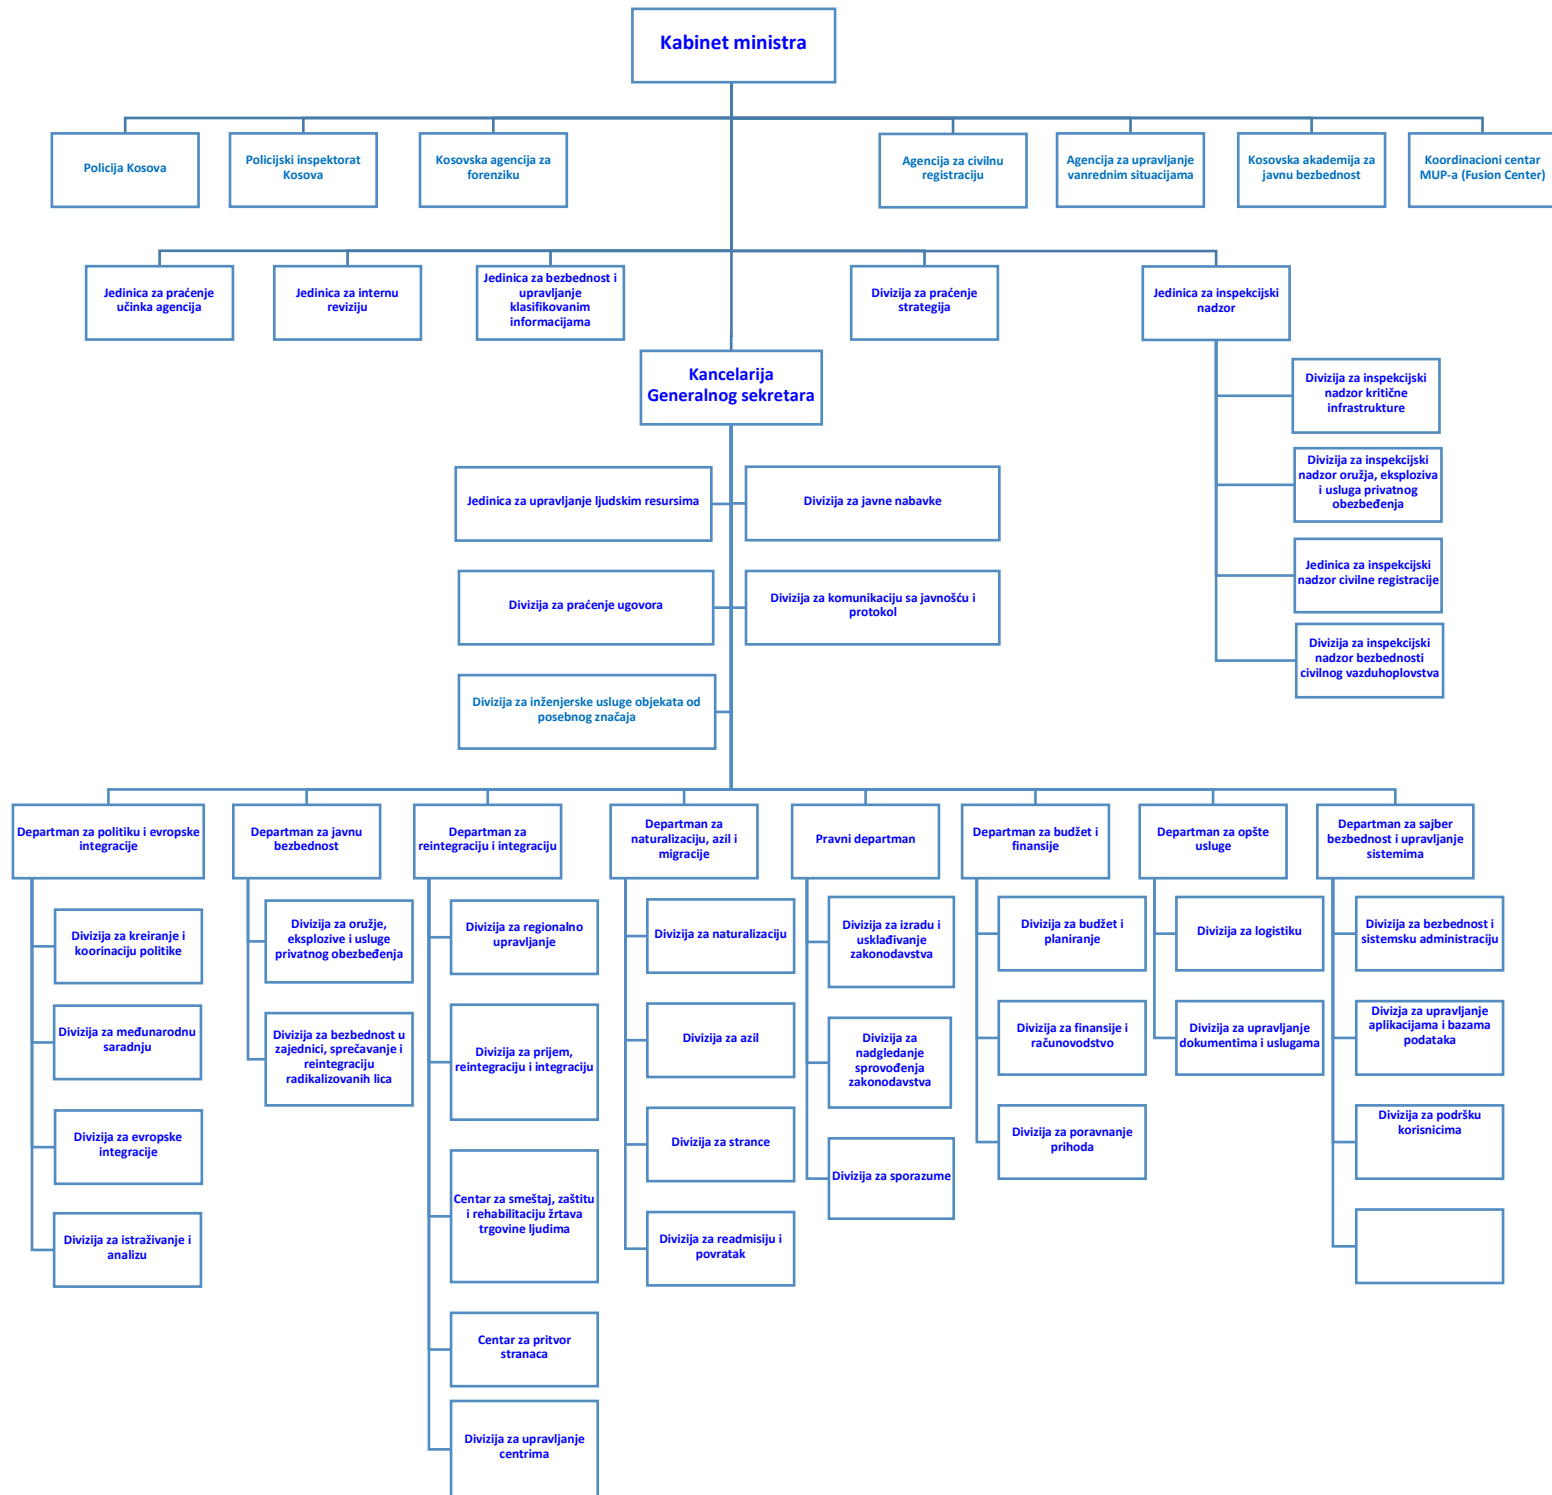 Kabinet ministra
Policija Kosova
Policijski inspektorat
Kosova
Kosovska agencija za
forenziku
Agencija za civilnu
registraciju
Agencija za upravljanje
vanrednim situacijama
Kosovska akademija za
javnu bezbednost
Koordinacioni centar
MUP-a (Fusion Center)
Jedinica za praćenje
učinka agencija
Jedinica za internu
reviziju
Jedinica za bezbednost i
upravljanje
klasifikovanim
informacijama
Divizija za praćenje
strategija
Jedinica za inspekcijski
nadzor
Kancelarija
Generalnog sekretara
Divizija za inspekcijski
nadzor kritične
infrastrukture
Divizija za inspekcijski
nadzor oružja, eksploziva
i usluga privatnog
obezbeđenja
Jedinica za inspekcijski
nadzor civilne registracije
Divizija za inspekcijski
nadzor bezbednosti
civilnog vazduhoplovstva
Jedinica za upravljanje ljudskim resursima
Divizija za javne nabavke
Divizija za praćenje ugovora
Divizija za komunikaciju sa javnošću i
protokol
Divizija za inženjerske usluge objekata od
posebnog značaja
Departman za politiku i evropske
integracije
Departman za javnu
bezbednost
Departman za
reintegraciju i integraciju
Departman za
naturalizaciju, azil i
migracije
Pravni departman
Departman za budžet i
finansije
Departman za opšte
usluge
Departman za sajber
bezbednost i upravljanje
sistemima
Divizija za kreiranje i
koorinaciju politike
Divizija za međunarodnu
saradnju
Divizija za evropske
integracije
Divizija za istraživanje i
analizu
Divizija za oružje,
eksplozive i usluge
privatnog obezbeđenja
Divizija za bezbednost u
zajednici, sprečavanje i
reintegraciju
radikalizovanih lica
Divizija za regionalno
upravljanje
Divizija za prijem,
reintegraciju i integraciju
Centar za smeštaj, zaštitu
i rehabilitaciju žrtava
trgovine ljudima
Centar za pritvor
stranaca
Divizija za upravljanje
centrima
Divizija za naturalizaciju
Divizija za azil
Divizija za strance
Divizija za readmisiju i
povratak
Divizija za izradu i
usklađivanje
zakonodavstva
Divizija za
nadgledanje
sprovođenja
zakonodavstva
Divizija za sporazume
Divizija za budžet i
planiranje
Divizija za finansije i
računovodstvo
Divizija za poravnanje
prihoda
Divizija za logistiku
Divizija za upravljanje
dokumentima i uslugama
Divizija za bezbednost i
sistemsku administraciju
Divizja za upravljanje
aplikacijama i bazama
podataka
Divizija za podršku
korisnicima